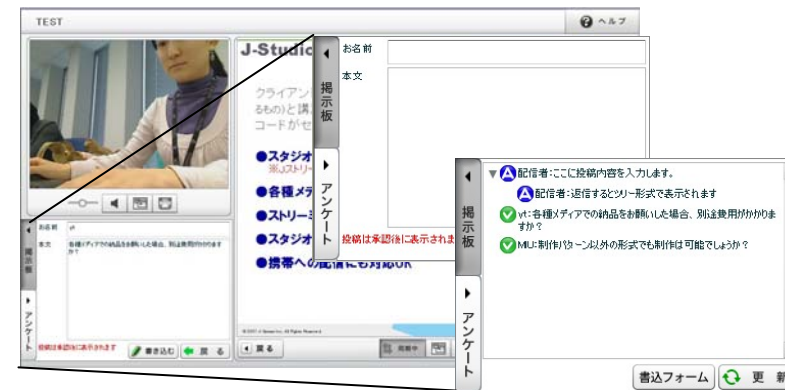 TEST
ヘルプ
J-Studio
クライアン
るもの)と講
コードがセ
●スタジオ
●各種メデ
●ストリーミ
●スタジオ
●携帯への配信にも対応OK
戻る
お名前
yt
本文
各種メディアでの納品をお願いした場合、別途費用がかかりますか?
掲示板
アンケート
投稿は承認後に表示されます
書き込む
戻る
お名前
本文
掲示板
アンケート
投稿は承認後に表示されま
掲示板
アンケート
配信者:ここに投稿内容を入力します。
配信者:返信するとツリー形式で表示されます
yt:各種メディアでの納品をお願いした場合、別途費用がかかりま
すか?
MU:制作パターン以外の形式でも制作は可能でしょうか?
書込フォーム
更 新